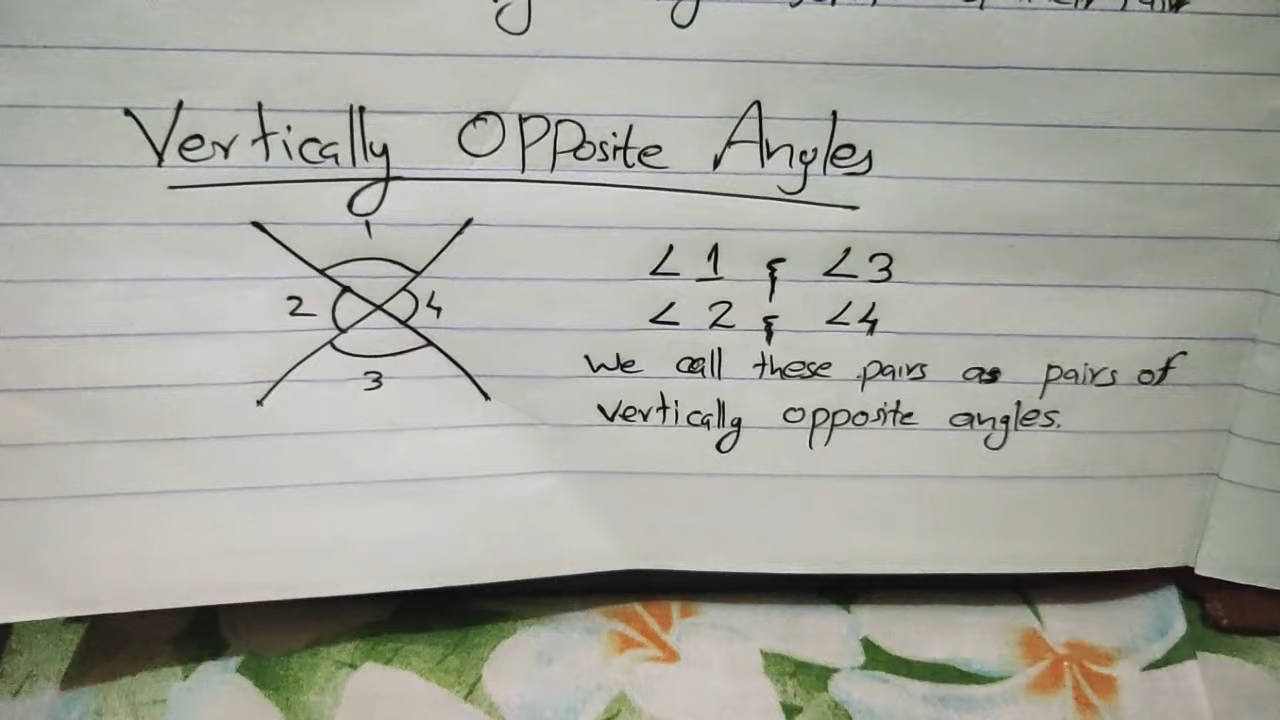 Vertically Opposite Angles
1
2 4
3
∠1 & ∠3
∠2 & ∠4
We call these pairs as pairs of
vertically opposite angles.